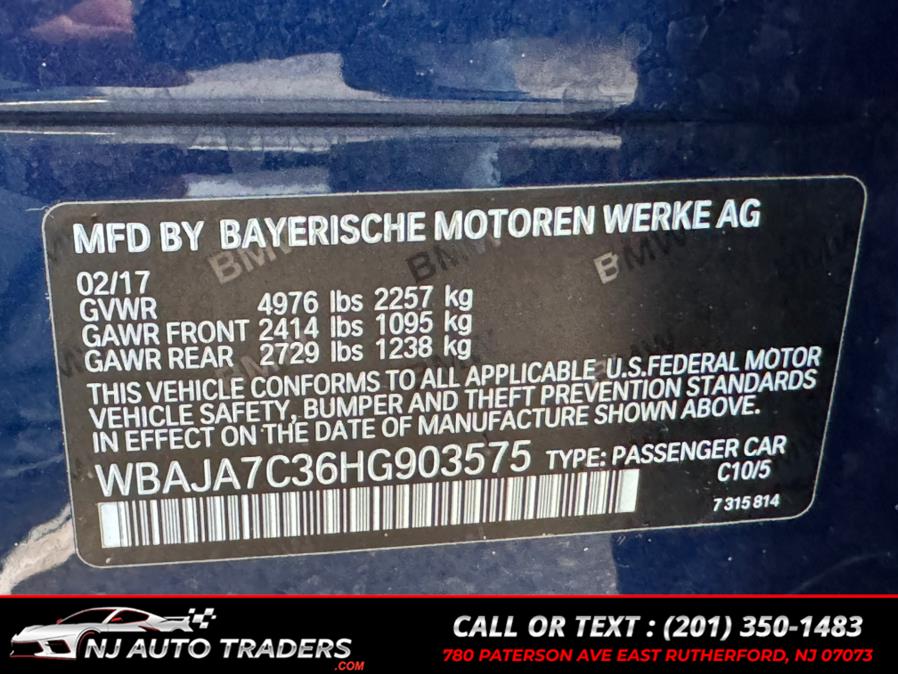 MFD BY BAYERISCHE MOTOREN WERKE AG
02/17
GVWR 4976 lbs 2257 kg
GAWR FRONT 2414 lbs 1095 kg
GAWR REAR 2729 lbs 1238 kg
THIS VEHICLE CONFORMS TO ALL APPLICABLE U.S.FEDERAL MOTOR
VEHICLE SAFETY, BUMPER AND THEFT PREVENTION STANDARDS
IN EFFECT ON THE DATE OF MANUFACTURE SHOWN ABOVE.
WBAJA7C36HG903575 TYPE: PASSENGER CAR
C10/5
7 315 814
NJ AUTO TRADERS
.COM
CALL OR TEXT : (201) 350-1483
780 PATERSON AVE EAST RUTHERFORD, NJ 07073